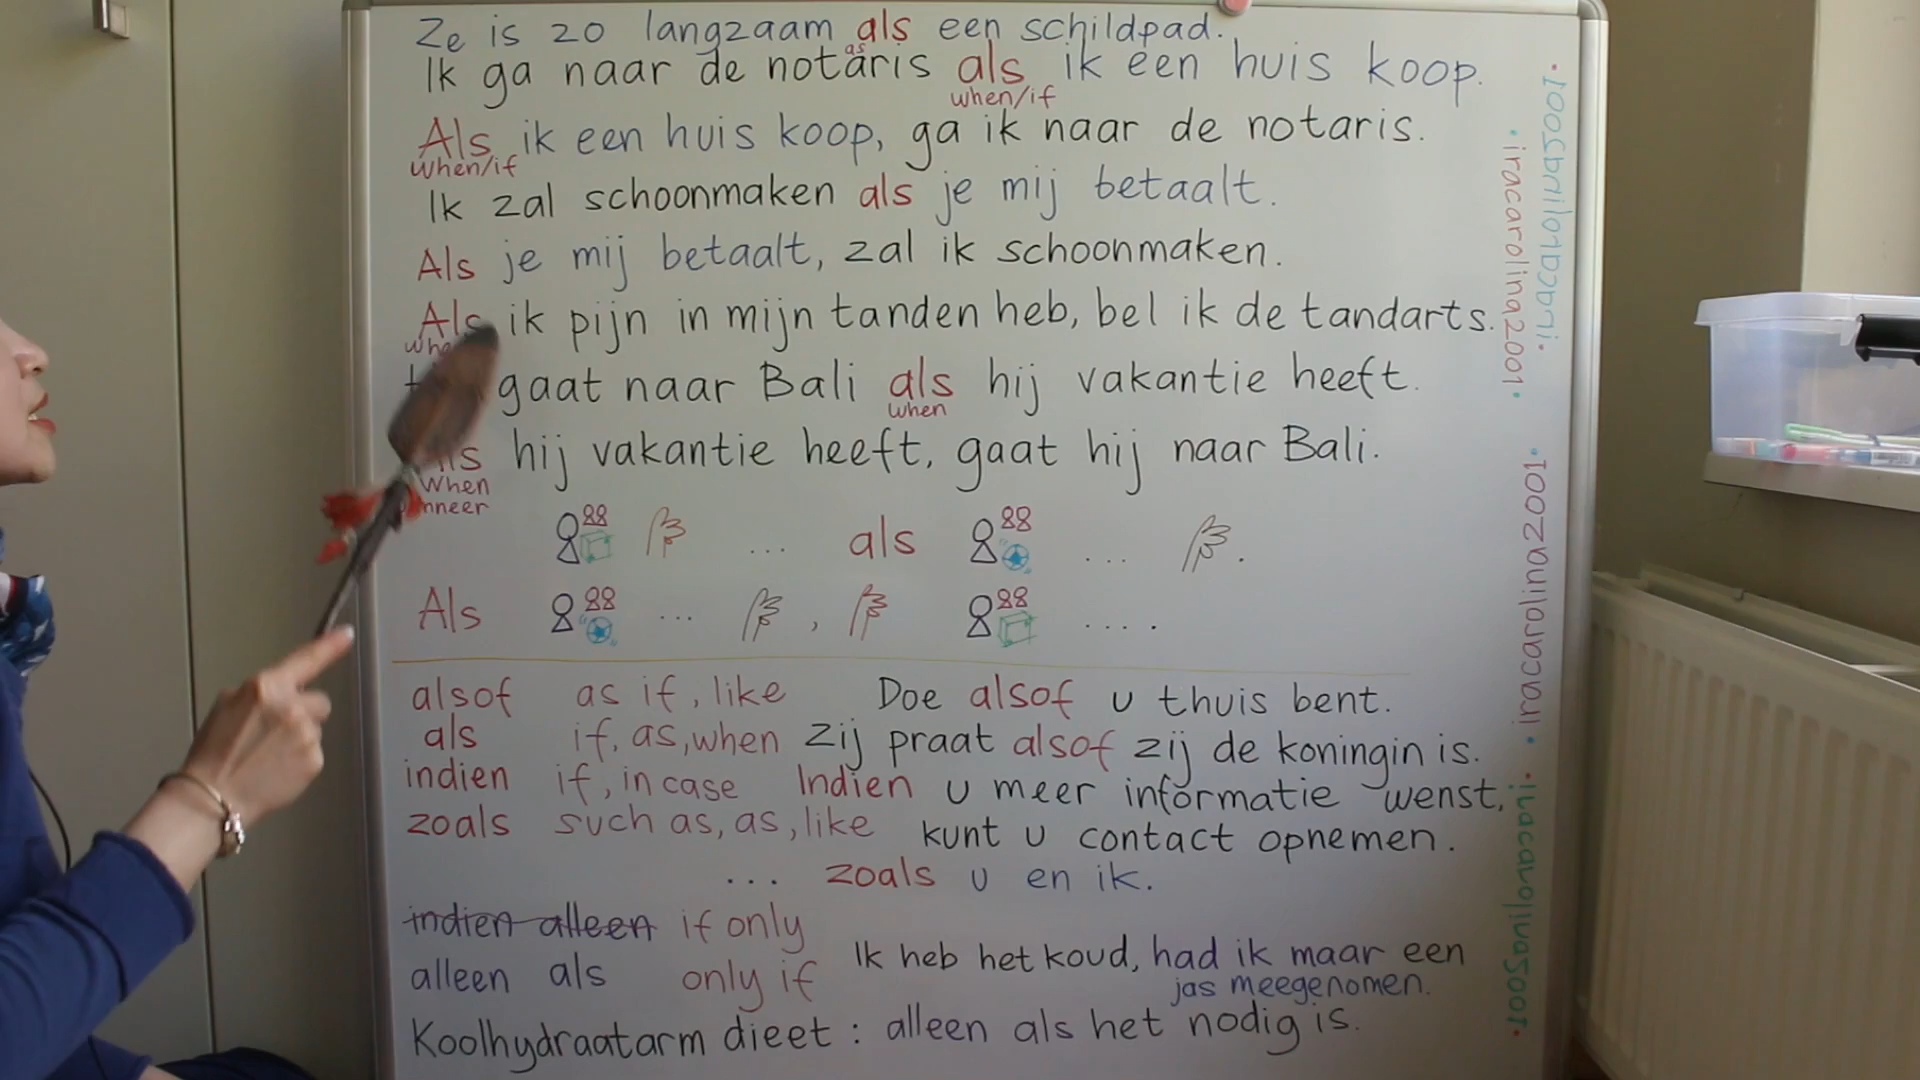 Ze is zo langzaam als een schildpad.
as
Ik ga naar de notaris als ik een huis koop.
when/if
Als ik een huis koop, ga ik naar de notaris.
when/if
Ik zal schoonmaken als je mij betaalt.
Als je mij betaalt, zal ik schoonmaken.
Als ik pijn in mijn tanden heb, bel ik de tandarts.
gaat naar Bali als hij vakantie heeft.
when
hij vakantie heeft, gaat hij naar Bali.
When
... als ... .
Als ... , ... .
alsof as if, like Doe alsof u thuis bent.
als if, as, when Zij praat alsof zij de koningin is.
indien if, in case Indien u meer informatie wenst,
zoals such as, as, like kunt u contact opnemen.
... zoals u en ik.
indien alleen if only
Ik heb het koud, had ik maar een
jas meegenomen.
alleen als only if
Koolhydraatarm dieet: alleen als het nodig is.
iracarolina2001
iracarolina2001
iracarolina2001
iracarolina2001